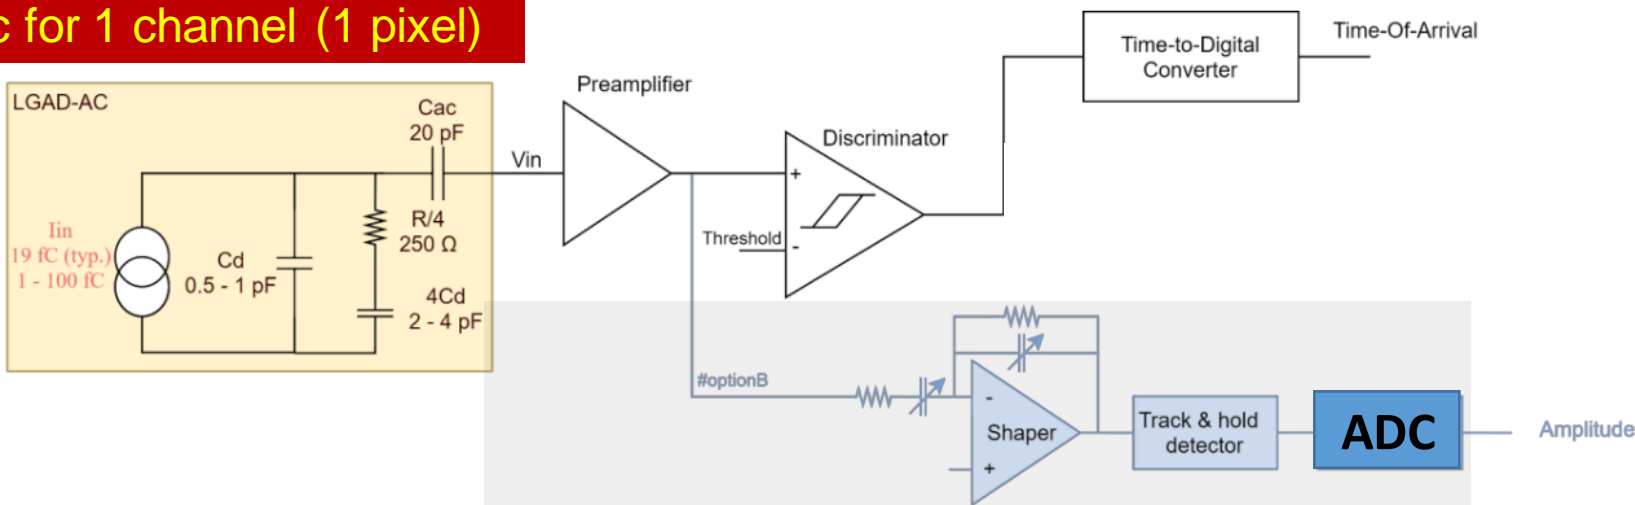 c for 1 channel (1 pixel)
LGAD-AC
Cac
20 pF
Iin
19 fC (typ.)
1 - 100 fC
Cd
0.5 - 1 pF
R/4
250 Ω
4Cd
2 - 4 pF
Vin
Preamplifier
Discriminator
+
Threshold
-
Time-to-Digital
Converter
Time-Of-Arrival
#optionB
-
Shaper
+
Track & hold
detector
ADC
Amplitude